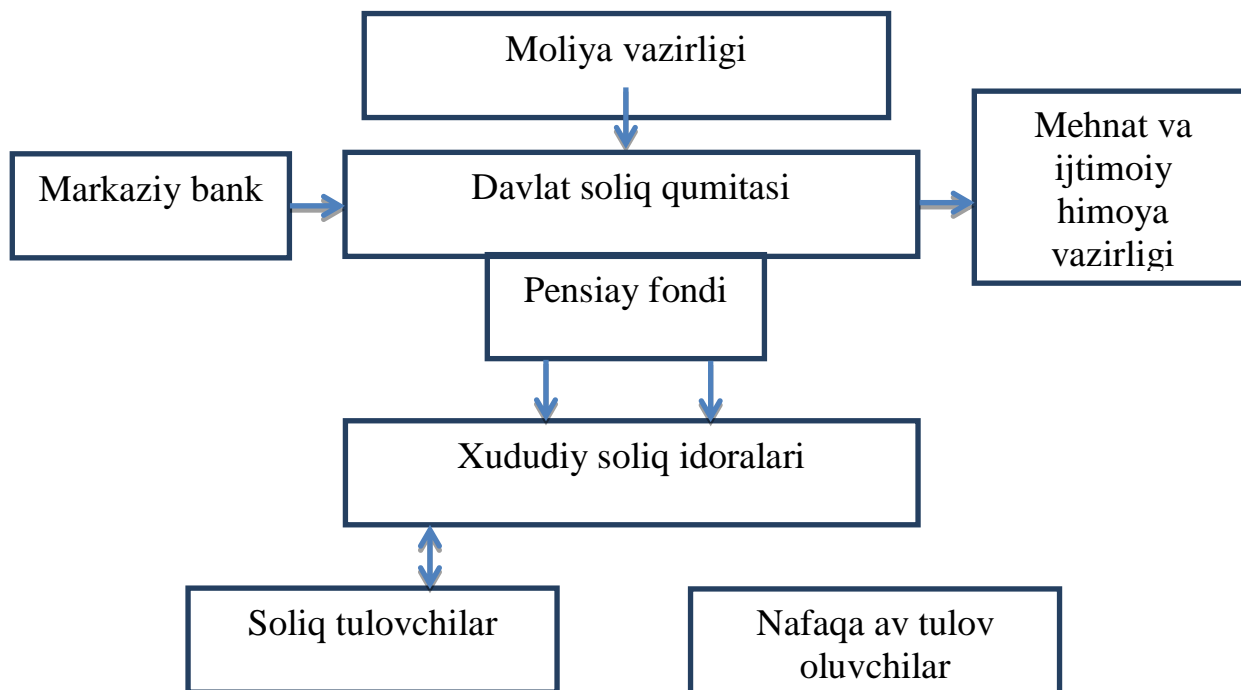 Moliya vazirligi
Markaziy bank
Davlat soliq qumitasi
Mehnat va
ijtimoiy
himoya
vazirligi
Pensiay fondi
Xududiy soliq idoralari
Soliq tulovchilar
Nafaqa av tulov
oluvchilar